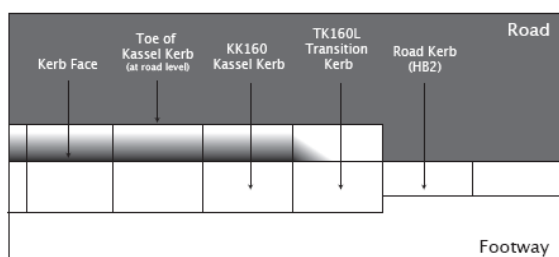 Road
Kerb Face
Toe of
Kassel Kerb
(at road level)
KK160
Kassel Kerb
TK160L
Transition
Kerb
Road Kerb
(HB2)
Footway